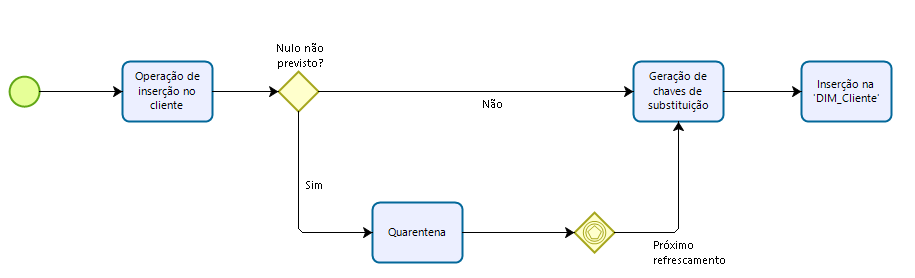 Nulo não
previsto?
Operação de
inserção no
cliente
Não
Geração de
chaves de
substituição
Inserção na
'DIM_Cliente'
Sim
Quarentena
Próximo
refrescamento